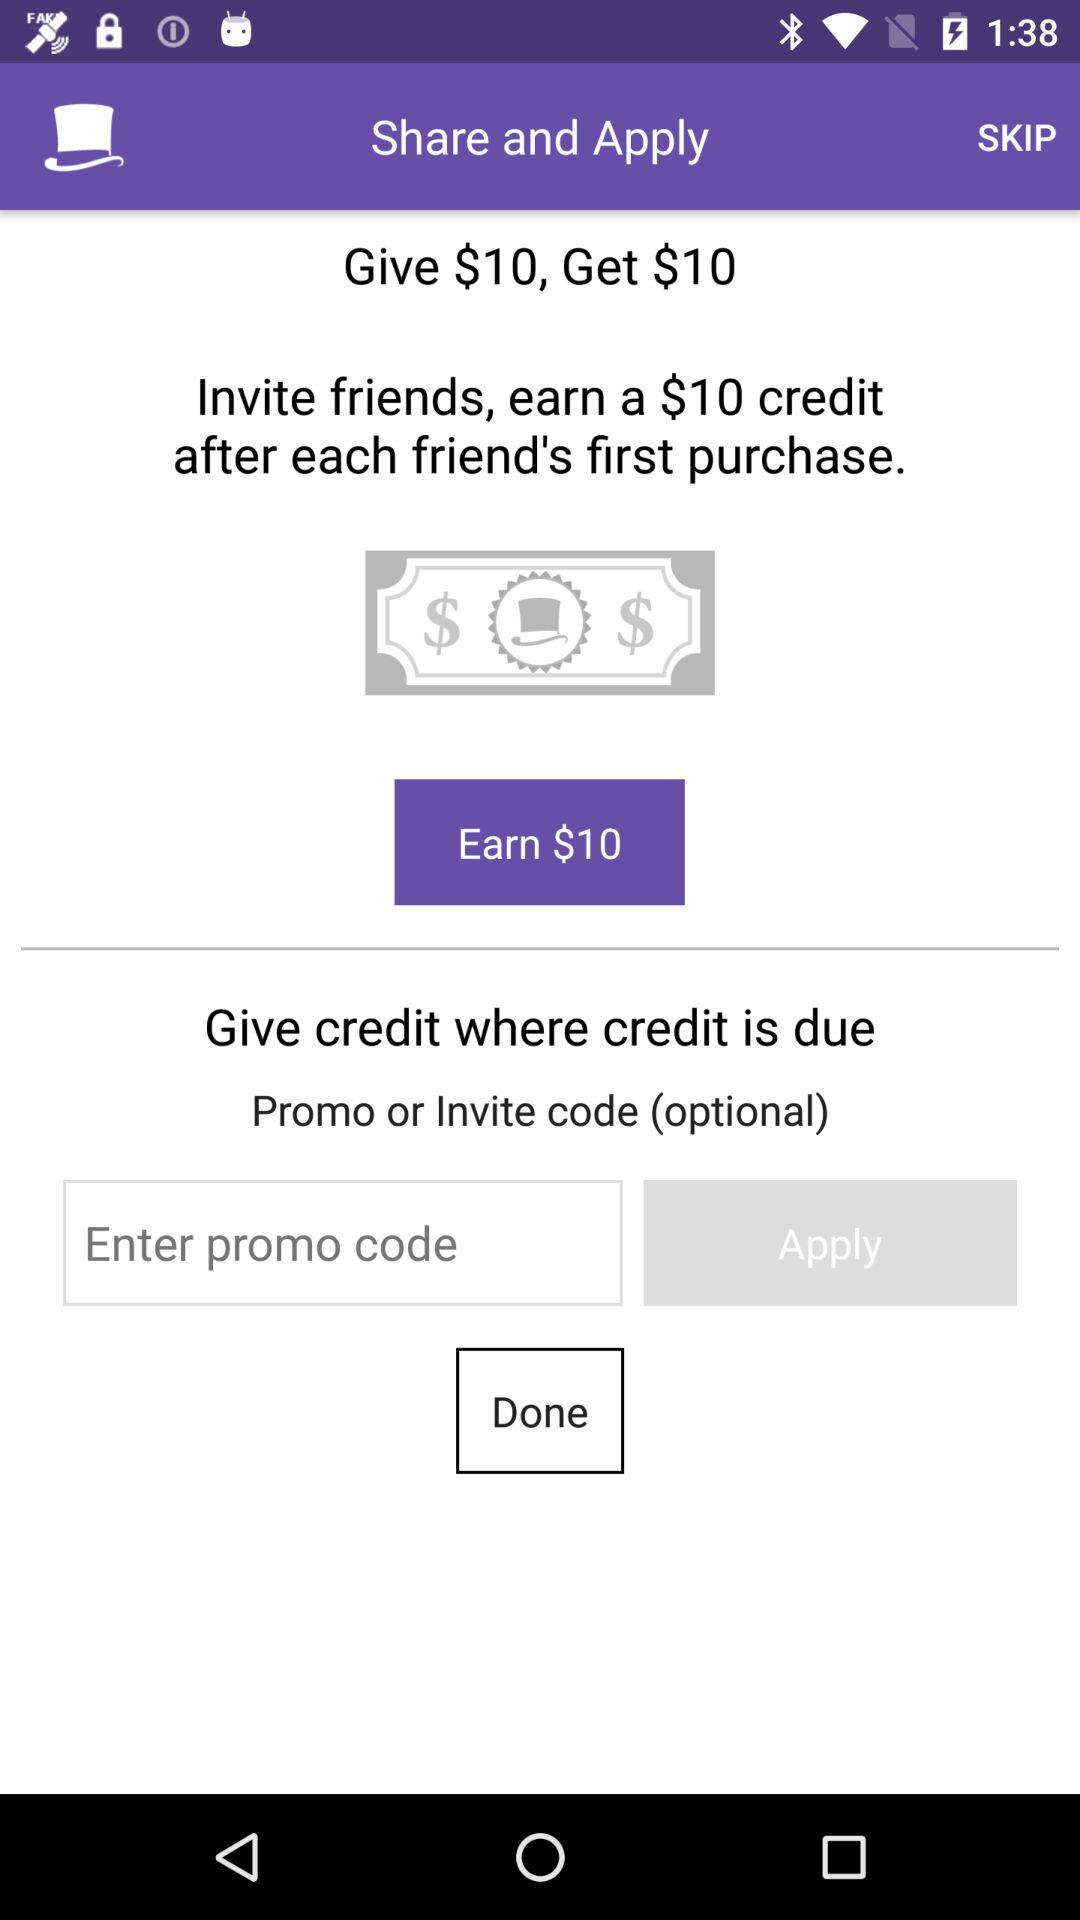 FAKE
1:38
Share and Apply
SKIP
Give $10, Get $10
Invite friends, earn a $10 credit
after each friend's first purchase.
$ $
Earn $10
Give credit where credit is due
Promo or Invite code (optional)
Enter promo code
Apply
Done